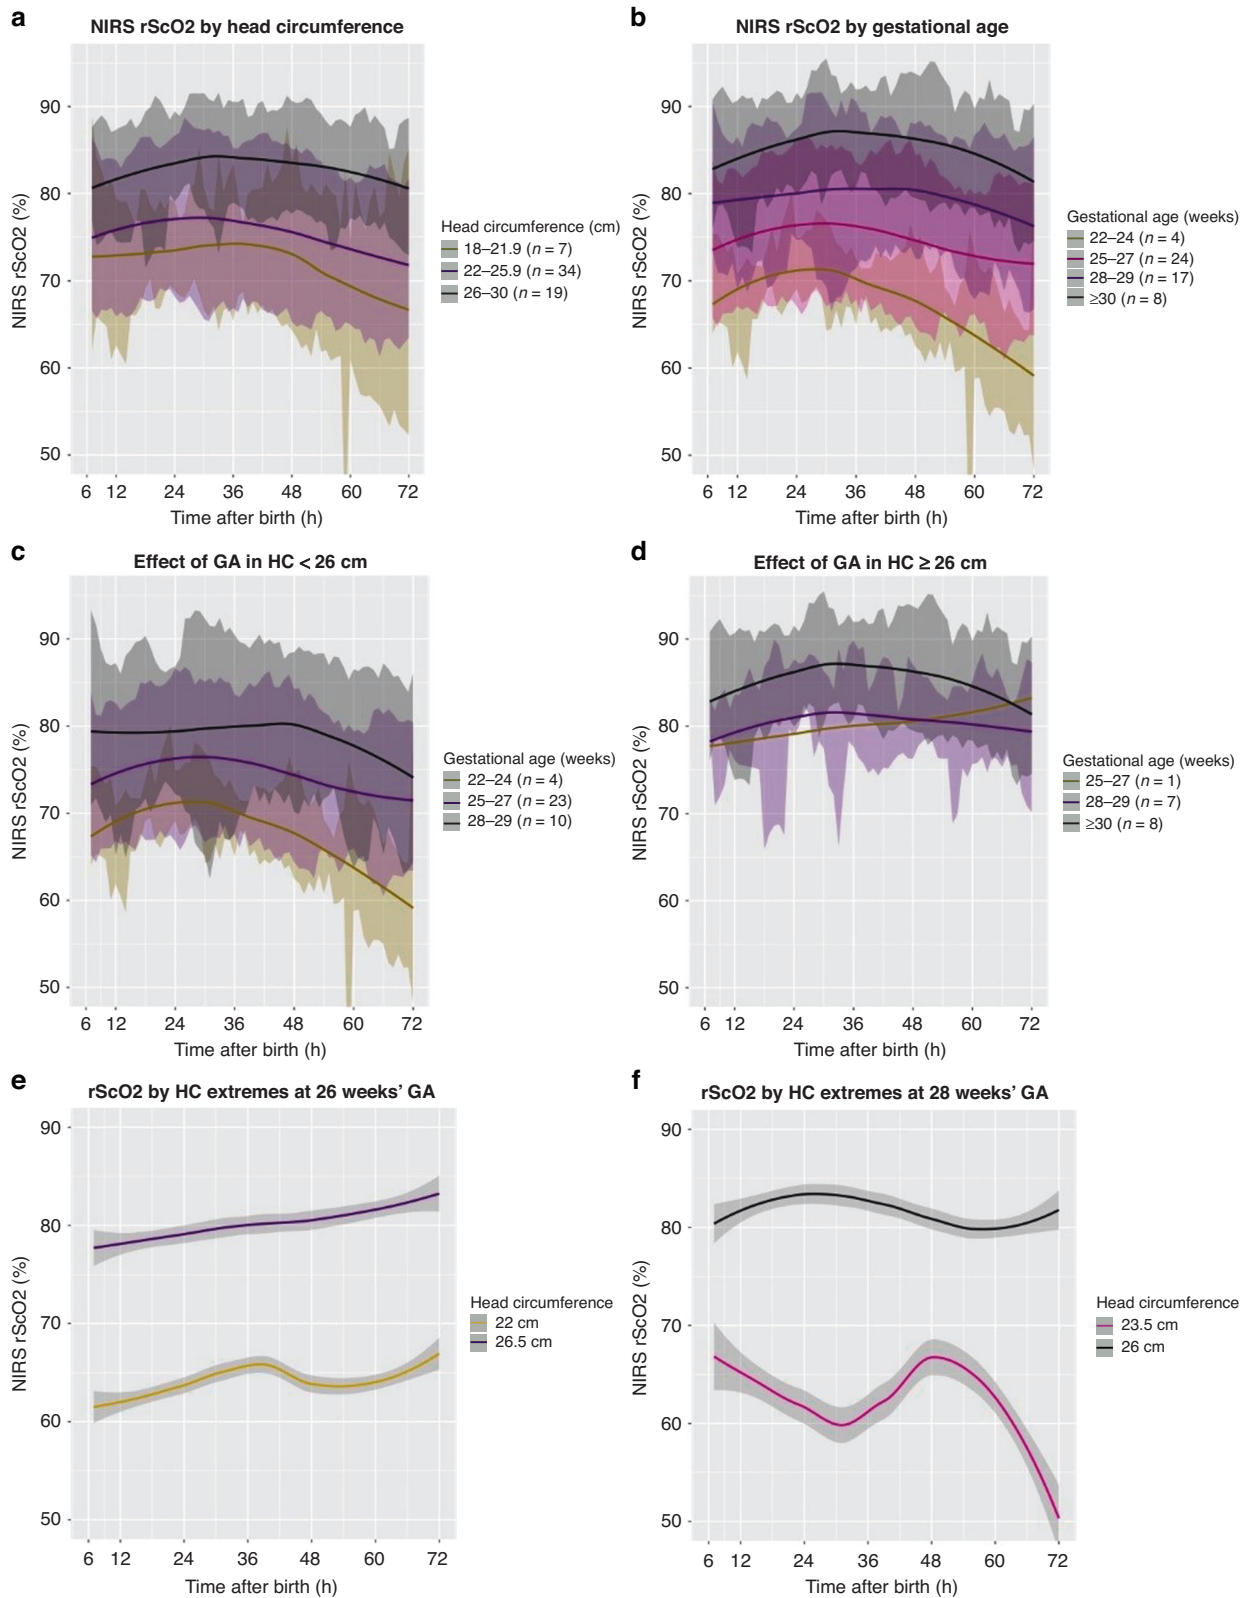 a
NIRS rScO2 by head circumference
NIRS rScO2 (%)
90
80
70
60
50
6 12 24 36 48 60 72
Time after birth (h)
Head circumference (cm)
18–21.9 (n = 7)
22–25.9 (n = 34)
26–30 (n = 19)
b
NIRS rScO2 by gestational age
NIRS rScO2 (%)
90
80
70
60
50
6 12 24 36 48 60 72
Time after birth (h)
Gestational age (weeks)
22–24 (n = 4)
25–27 (n = 24)
28–29 (n = 17)
≥30 (n = 8)
c
Effect of GA in HC < 26 cm
NIRS rScO2 (%)
90
80
70
60
50
6 12 24 36 48 60 72
Time after birth (h)
Gestational age (weeks)
22–24 (n = 4)
25–27 (n = 23)
28–29 (n = 10)
d
Effect of GA in HC ≥ 26 cm
NIRS rScO2 (%)
90
80
70
60
50
6 12 24 36 48 60 72
Time after birth (h)
Gestational age (weeks)
25–27 (n = 1)
28–29 (n = 7)
≥30 (n = 8)
e
rScO2 by HC extremes at 26 weeks’ GA
NIRS rScO2 (%)
90
80
70
60
50
6 12 24 36 48 60 72
Time after birth (h)
Head circumference
22 cm
26.5 cm
f
rScO2 by HC extremes at 28 weeks’ GA
NIRS rScO2 (%)
90
80
70
60
50
6 12 24 36 48 60 72
Time after birth (h)
Head circumference
23.5 cm
26 cm